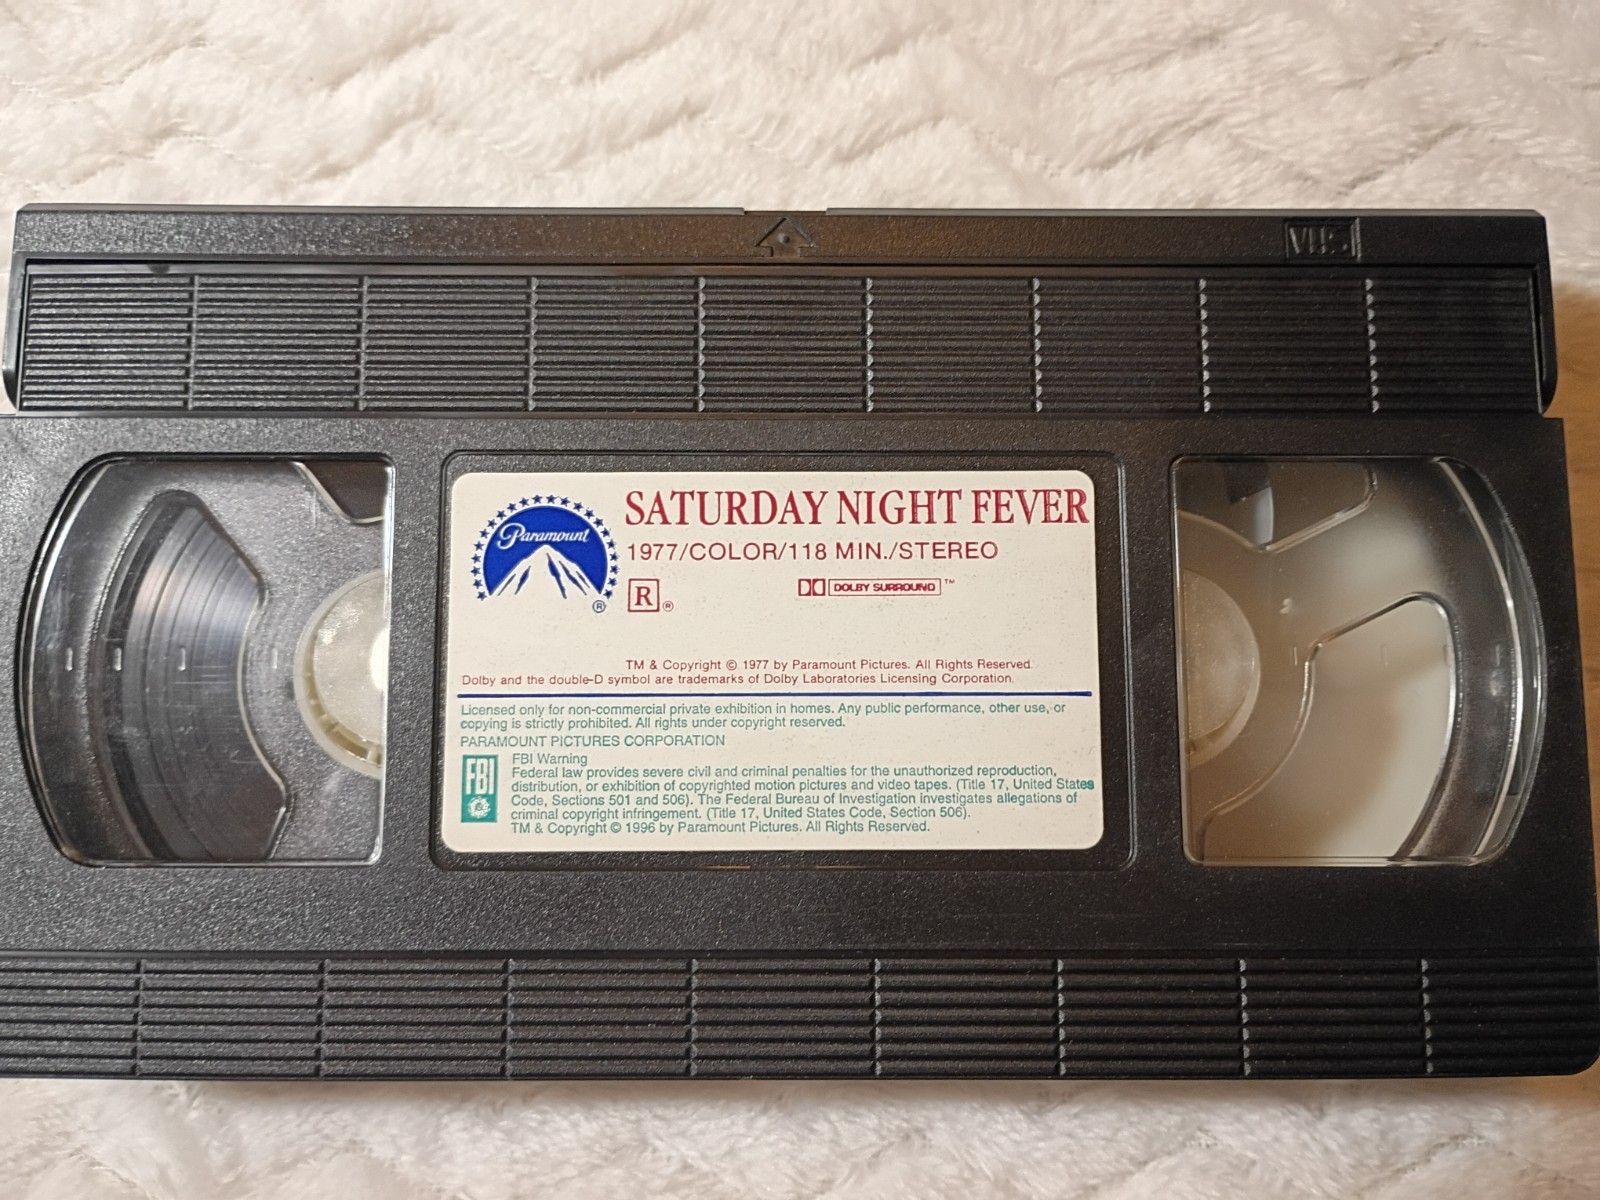 VHS
Paramount
®
SATURDAY NIGHT FEVER
1977/COLOR/118 MIN./STEREO
R ® DOLBY SURROUND ™
TM & Copyright © 1977 by Paramount Pictures. All Rights Reserved.
Dolby and the double-D symbol are trademarks of Dolby Laboratories Licensing Corporation.
Licensed only for non-commercial private exhibition in homes. Any public performance, other use, or
copying is strictly prohibited. All rights under copyright reserved.
PARAMOUNT PICTURES CORPORATION
FBI
FBI Warning
Federal law provides severe civil and criminal penalties for the unauthorized reproduction,
distribution, or exhibition of copyrighted motion pictures and video tapes. (Title 17, United States
Code, Sections 501 and 506). The Federal Bureau of Investigation investigates allegations of
criminal copyright infringement. (Title 17, United States Code, Section 506).
TM & Copyright © 1996 by Paramount Pictures. All Rights Reserved.